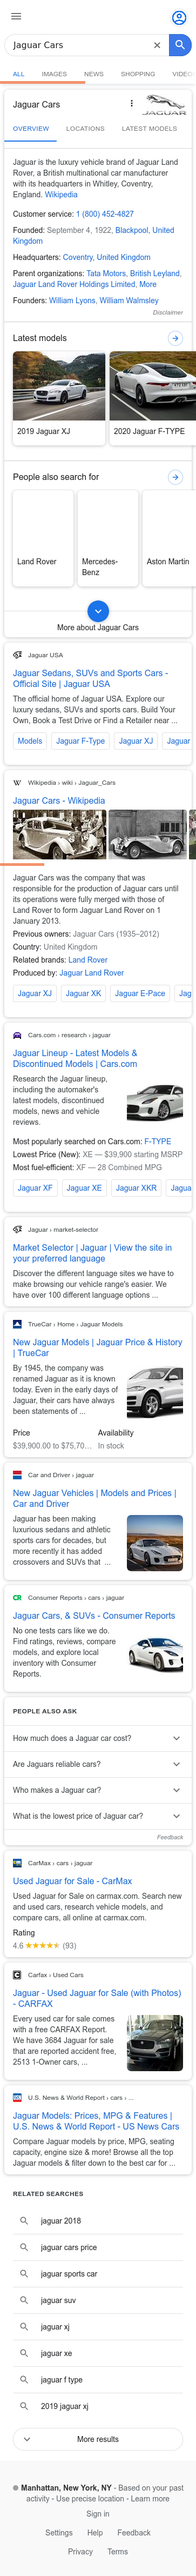 Jaguar Cars
ALL IMAGES NEWS SHOPPING VIDEO
Jaguar Cars
JAGUAR
OVERVIEW LOCATIONS LATEST MODELS
Jaguar is the luxury vehicle brand of Jaguar Land
Rover, a British multinational car manufacturer
with its headquarters in Whitley, Coventry,
England. Wikipedia
Customer service: 1 (800) 452-4827
Founded: September 4, 1922, Blackpool, United
Kingdom
Headquarters: Coventry, United Kingdom
Parent organizations: Tata Motors, British Leyland,
Jaguar Land Rover Holdings Limited, More
Founders: William Lyons, William Walmsley
Disclaimer
Latest models
2019 Jaguar XJ
2020 Jaguar F-TYPE
People also search for
Land Rover
Mercedes-
Benz
Aston Martin
More about Jaguar Cars
Jaguar USA
Jaguar Sedans, SUVs and Sports Cars -
Official Site | Jaguar USA
The official home of Jaguar USA. Explore our
luxury sedans, SUVs and sports cars. Build Your
Own, Book a Test Drive or Find a Retailer near ...
Models Jaguar F-Type Jaguar XJ Jaguar
Wikipedia › wiki › Jaguar_Cars
Jaguar Cars - Wikipedia
Jaguar Cars was the company that was
responsible for the production of Jaguar cars until
its operations were fully merged with those of
Land Rover to form Jaguar Land Rover on 1
January 2013.
Previous owners: Jaguar Cars (1935–2012)
Country: United Kingdom
Related brands: Land Rover
Produced by: Jaguar Land Rover
Jaguar XJ Jaguar XK Jaguar E-Pace Jag
Cars.com › research › jaguar
Jaguar Lineup - Latest Models &
Discontinued Models | Cars.com
Research the Jaguar lineup,
including the automaker's
latest models, discontinued
models, news and vehicle
reviews.
Most popularly searched on Cars.com: F-TYPE
Lowest Price (New): XE — $39,900 starting MSRP
Most fuel-efficient: XF — 28 Combined MPG
Jaguar XF Jaguar XE Jaguar XKR Jagua
Jaguar › market-selector
Market Selector | Jaguar | View the site in
your preferred language
Discover the different language sites we have to
make browsing our vehicle range's easier. We
have over 100 different language options ...
TrueCar › Home › Jaguar Models
New Jaguar Models | Jaguar Price & History
| TrueCar
By 1945, the company was
renamed Jaguar as it is known
today. Even in the early days of
Jaguar, their cars have always
been statements of ...
Price Availability
$39,900.00 to $75,70... In stock
Car and Driver › jaguar
New Jaguar Vehicles | Models and Prices |
Car and Driver
Jaguar has been making
luxurious sedans and athletic
sports cars for decades, but
more recently it has added
crossovers and SUVs that ...
Consumer Reports › cars › jaguar
Jaguar Cars, & SUVs - Consumer Reports
No one tests cars like we do.
Find ratings, reviews, compare
models, and explore local
inventory with Consumer
Reports.
PEOPLE ALSO ASK
How much does a Jaguar car cost?
Are Jaguars reliable cars?
Who makes a Jaguar car?
What is the lowest price of Jaguar car?
Feedback
CarMax › cars › jaguar
Used Jaguar for Sale - CarMax
Used Jaguar for Sale on carmax.com. Search new
and used cars, research vehicle models, and
compare cars, all online at carmax.com.
Rating
4.6 ★★★★★ (93)
Carfax › Used Cars
Jaguar - Used Jaguar for Sale (with Photos)
- CARFAX
Every used car for sale comes
with a free CARFAX Report.
We have 3684 Jaguar for sale
that are reported accident free,
2513 1-Owner cars, ...
U.S. News & World Report › cars › ...
Jaguar Models: Prices, MPG & Features |
U.S. News & World Report - US News Cars
Compare Jaguar models by price, MPG, seating
capacity, engine size & more! Browse all the top
Jaguar models & filter down to the best car for ...
RELATED SEARCHES
jaguar 2018
jaguar cars price
jaguar sports car
jaguar suv
jaguar xj
jaguar xe
jaguar f type
2019 jaguar xj
More results
Manhattan, New York, NY - Based on your past
activity - Use precise location - Learn more
Sign in
Settings Help Feedback
Privacy Terms